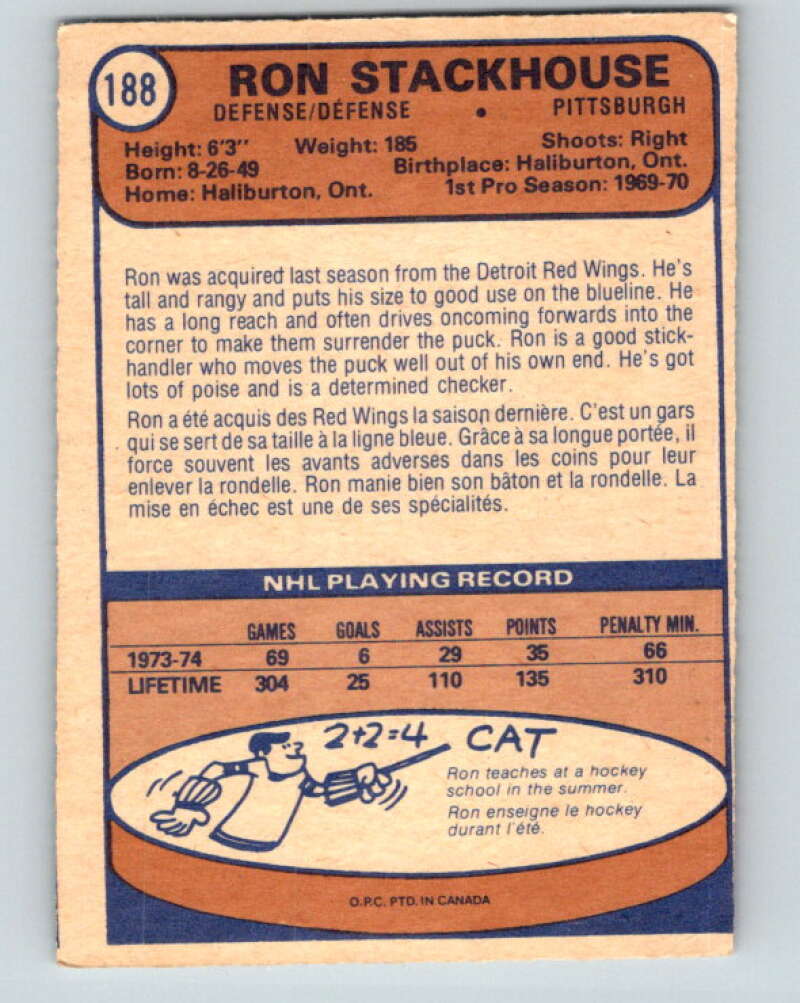 188
RON STACKHOUSE
DEFENSE/DÉFENSE • PITTSBURGH
Height: 6'3'' Weight: 185 Shoots: Right
Born: 8-26-49 Birthplace: Haliburton, Ont.
Home: Haliburton, Ont. 1st Pro Season: 1969-70
Ron was acquired last season from the Detroit Red Wings. He's
tall and rangy and puts his size to good use on the blueline. He
has a long reach and often drives oncoming forwards into the
corner to make them surrender the puck. Ron is a good stick-
handler who moves the puck well out of his own end. He's got
lots of poise and is a determined checker.
Ron a été acquis des Red Wings la saison dernière. C'est un gars
qui se sert de sa taille à la ligne bleue. Grâce à sa longue portée, il
force souvent les avants adverses dans les coins pour leur
enlever la rondelle. Ron manie bien son bâton et la rondelle. La
mise en échec est une de ses spécialités.
NHL PLAYING RECORD
GAMES GOALS ASSISTS POINTS PENALTY MIN.
1973-74 69 6 29 35 66
LIFETIME 304 25 110 135 310
2+2=4 CAT
Ron teaches at a hockey
school in the summer.
Ron enseigne le hockey
durant l'été.
O.P.C. PTD. IN CANADA